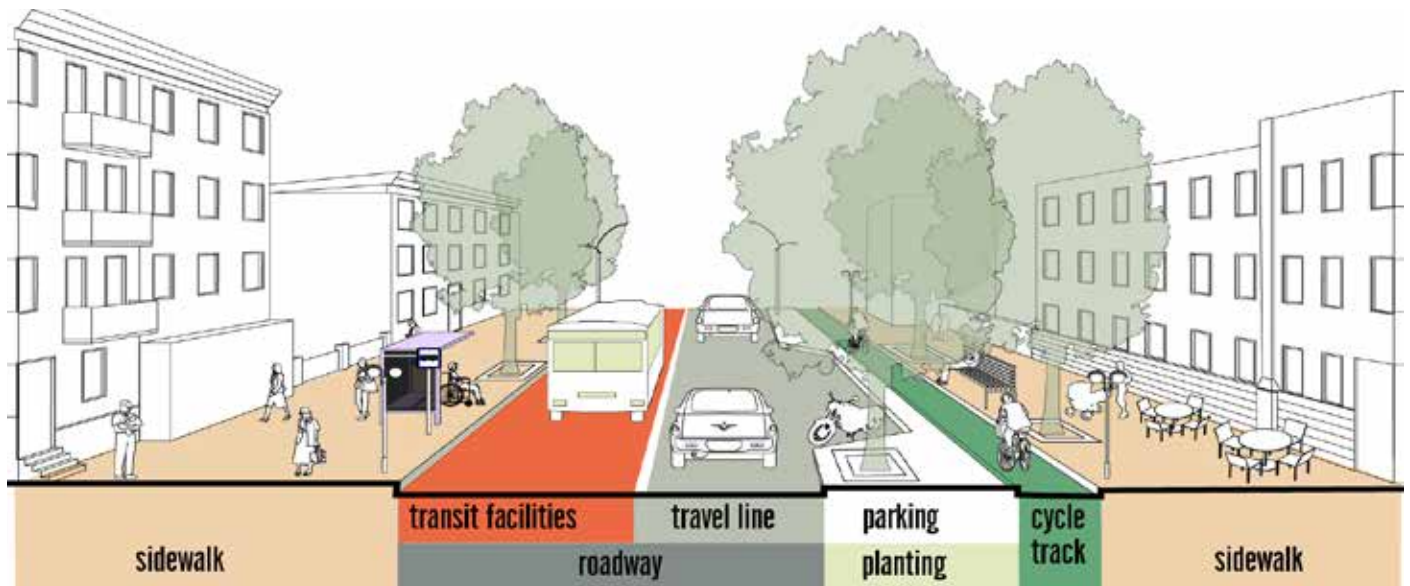 transit facilities
travel line
parking
cycle
track
sidewalk
roadway
planting
sidewalk